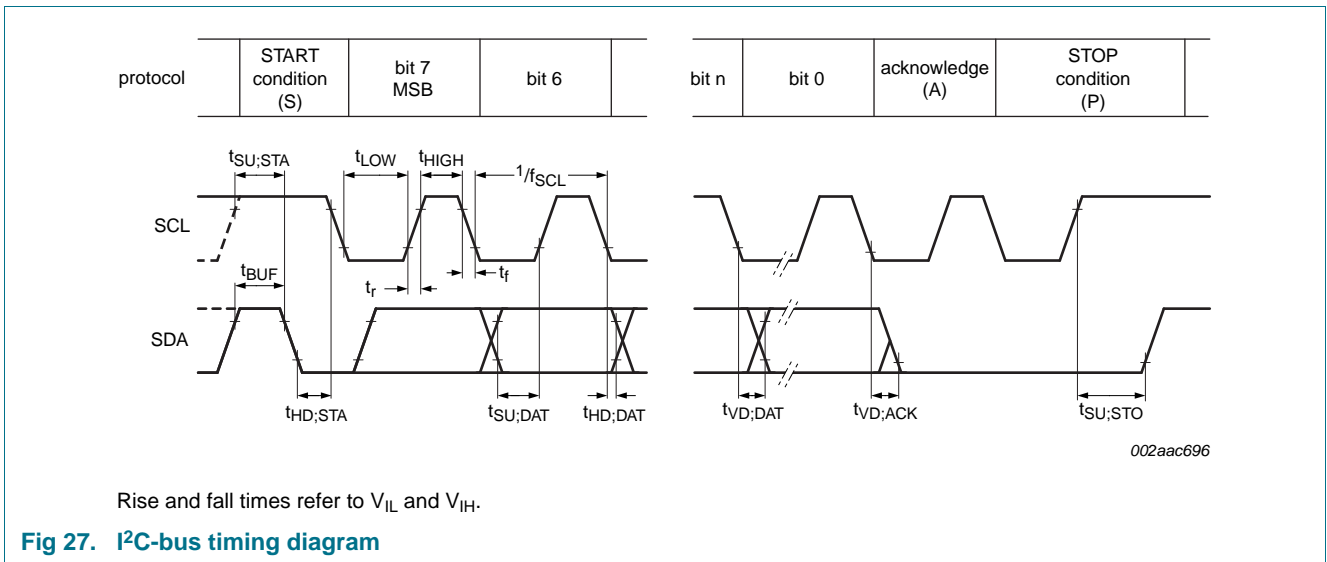 protocol
START
condition
(S)
bit 7
MSB
bit 6
bit n
bit 0
acknowledge
(A)
STOP
condition
(P)
tSU;STA
tLOW
tHIGH
1/fSCL
SCL
tBUF
tr
tf
SDA
tHD;STA
tSU;DAT
tHD;DAT
tVD;DAT
tVD;ACK
tSU;STO
002aac696
Rise and fall times refer to VIL and VIH.
Fig 27. I²C-bus timing diagram